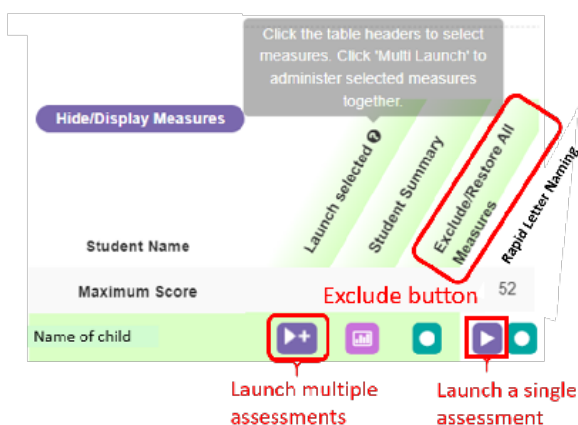 Click the table headers to select
measures. Click 'Multi Launch' to
administer selected measures
together.
Hide/Display Measures
Launch selected ?
Student Summary
Exclude/Restore All
Measures
Rapid Letter Naming
Student Name
Maximum Score
Exclude button
52
Name of child
Launch multiple
assessments
Launch a single
assessment